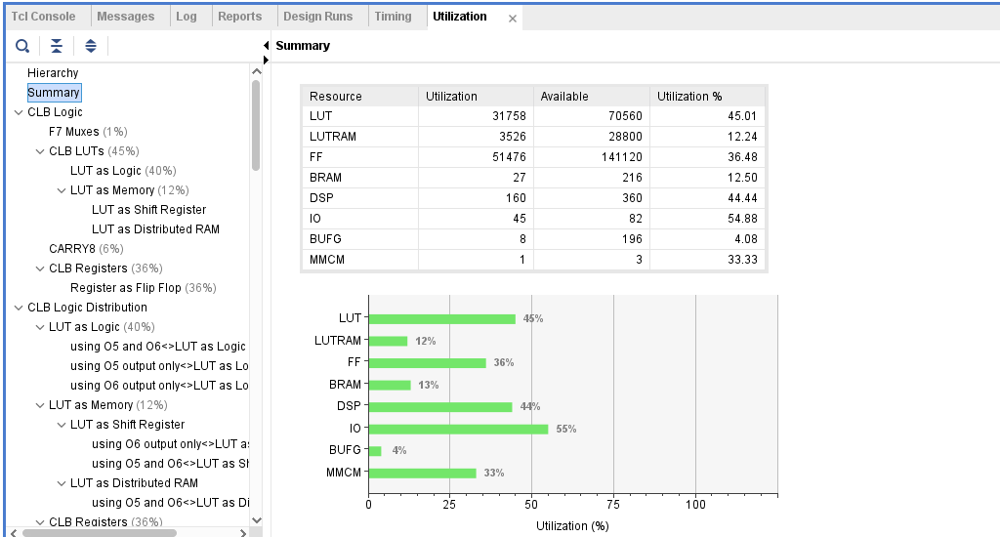 Tcl Console Messages Log Reports Design Runs Timing Utilization
Summary
Hierarchy
Summary
CLB Logic
F7 Muxes (1%)
CLB LUTs (45%)
LUT as Logic (40%)
LUT as Memory (12%)
LUT as Shift Register
LUT as Distributed RAM
CARRY8 (6%)
CLB Registers (36%)
Register as Flip Flop (36%)
CLB Logic Distribution
LUT as Logic (40%)
using O5 and O6<>LUT as Logic
using O5 output only<>LUT as Lo
using O6 output only<>LUT as Lo
LUT as Memory (12%)
LUT as Shift Register
using O6 output only<>LUT as
using O5 and O6<>LUT as Sh
LUT as Distributed RAM
using O5 and O6<>LUT as Di
CLB Registers (36%)
Resource Utilization Available Utilization %
LUT 31758 70560 45.01
LUTRAM 3526 28800 12.24
FF 51476 141120 36.48
BRAM 27 216 12.50
DSP 160 360 44.44
IO 45 82 54.88
BUFG 8 196 4.08
MMCM 1 3 33.33
LUT 45%
LUTRAM 12%
FF 36%
BRAM 13%
DSP 44%
IO 55%
BUFG 4%
MMCM 33%
0 25 50 75 100
Utilization (%)